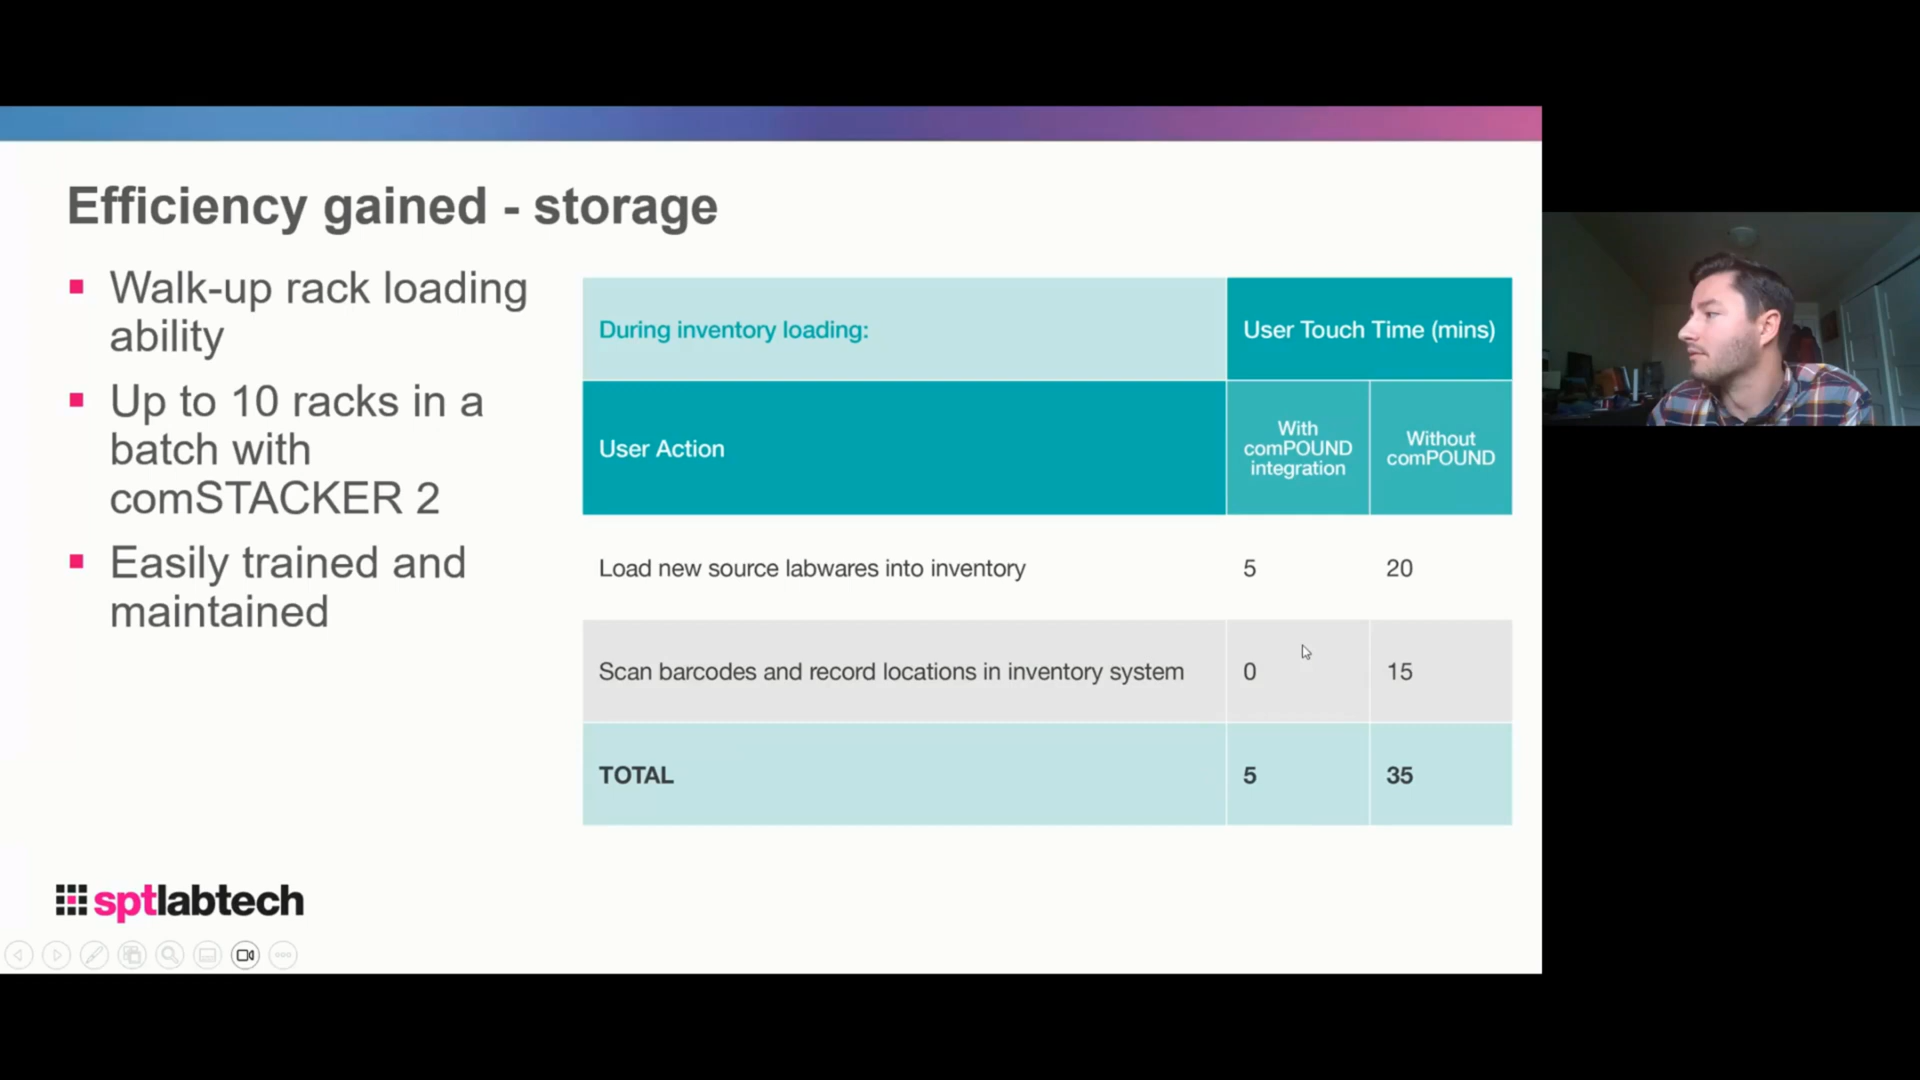 Efficiency gained - storage
Walk-up rack loading
ability
Up to 10 racks in a
batch with
comSTACKER 2
Easily trained and
maintained
During inventory loading:
User Touch Time (mins)
User Action
With
comPOUND
integration
Without
comPOUND
Load new source labwares into inventory
5
20
Scan barcodes and record locations in inventory system
0
15
TOTAL
5
35
sptlabtech